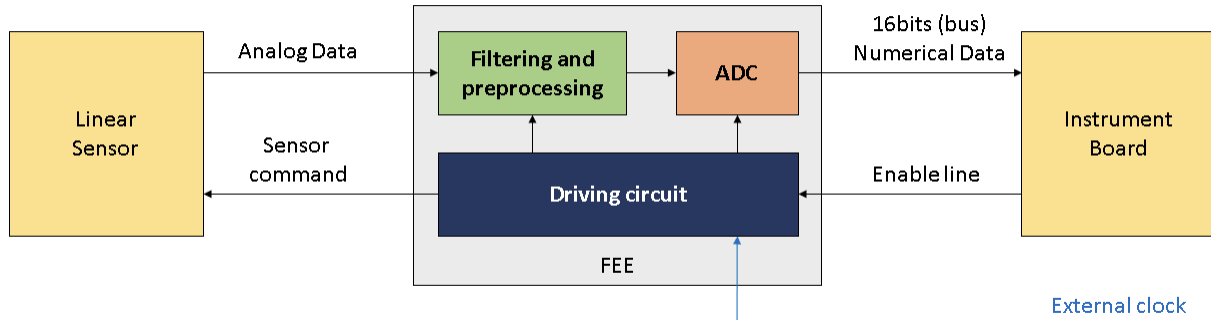 Linear
Sensor
Analog Data
Sensor
command
Filtering and
preprocessing
ADC
Driving circuit
FEE
16bits (bus)
Numerical Data
Enable line
Instrument
Board
External clock